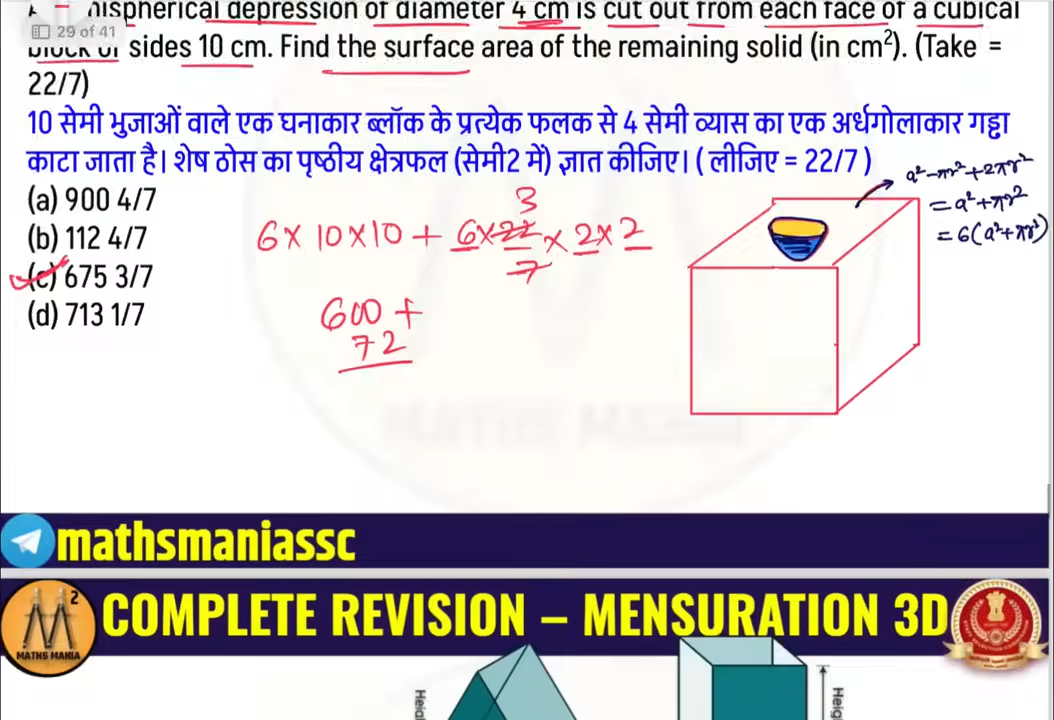 hispherical depression of diameter 4 cm is cut out from each face of a cubical
29 of 41
block of sides 10 cm. Find the surface area of the remaining solid (in cm²). (Take =
22/7)
10 सेमी भुजाओं वाले एक घनाकार ब्लॉक के प्रत्येक फलक से 4 सेमी व्यास का एक अर्धगोलाकार गड्ढा
काटा जाता है। शेष ठोस का पृष्ठीय क्षेत्रफल (सेमी2 में) ज्ञात कीजिए। ( लीजिए = 22/7 )
(a) 900 4/7
(b) 112 4/7
(c) 675 3/7
(d) 713 1/7
3
6 × 10 × 10 + 6 × 22 × 2 × 2
7
600 +
72
a² - πr² + 2πr²
= a² + πr²
= 6(a² + πr²)
mathsmaniassc
2
MATHS MANIA
COMPLETE REVISION – MENSURATION 3D
Heig
Heig